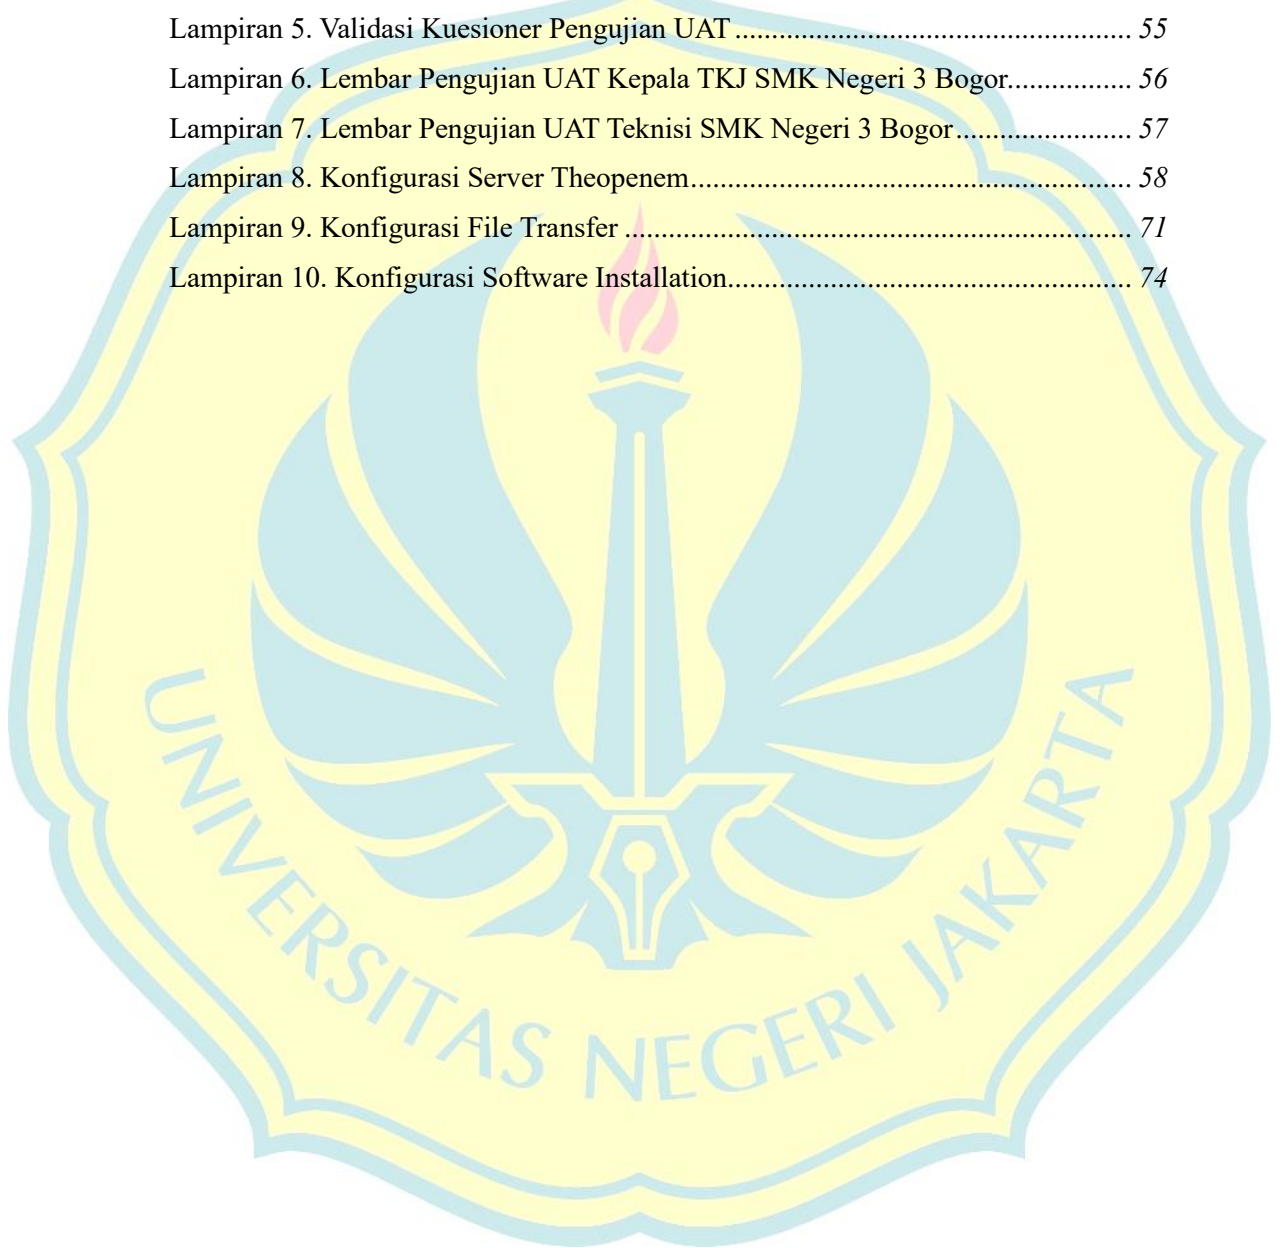 Lampiran 5. Validasi Kuesioner Pengujian UAT .................................................... 55
Lampiran 6. Lembar Pengujian UAT Kepala TKJ SMK Negeri 3 Bogor................ 56
Lampiran 7. Lembar Pengujian UAT Teknisi SMK Negeri 3 Bogor ....................... 57
Lampiran 8. Konfigurasi Server Theopenem.......................................................... 58
Lampiran 9. Konfigurasi File Transfer ................................................................... 71
Lampiran 10. Konfigurasi Software Installation..................................................... 74
UNIVERSITAS NEGERI JAKARTA